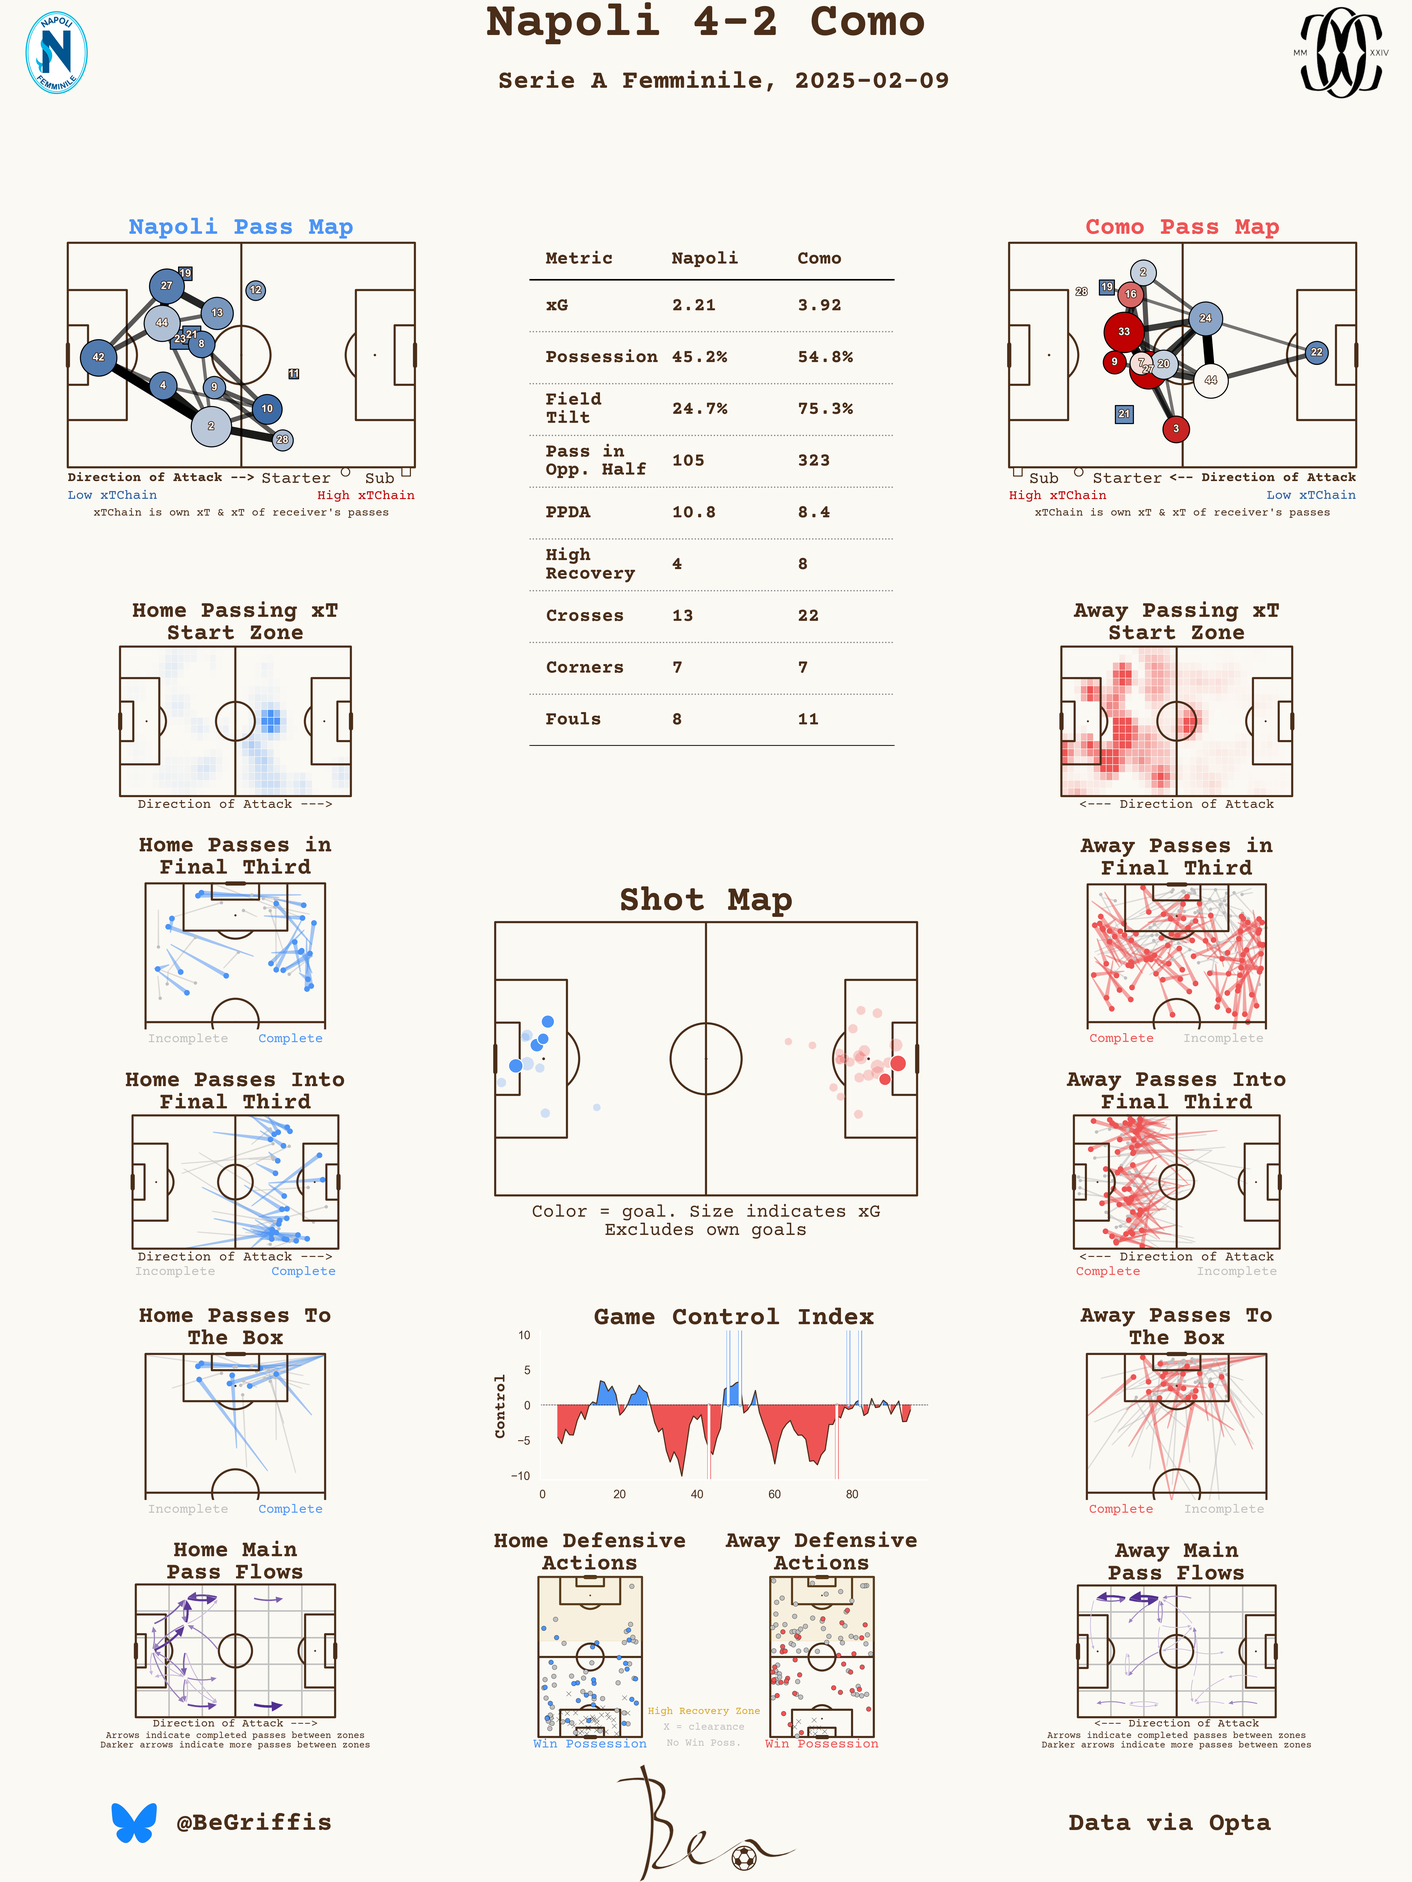 Napoli 4-2 Como
Serie A Femminile, 2025-02-09
NAPOLI
N
FEMMINILE
MM
XXIV
Napoli Pass Map
19
27
12
13
44
21
23
8
42
11
4
9
10
2
28
Direction of Attack --> Starter Sub
Low xTChain High xTChain
xTChain is own xT & xT of receiver's passes
Metric Napoli Como
xG 2.21 3.92
Possession 45.2% 54.8%
Field
Tilt 24.7% 75.3%
Pass in
Opp. Half 105 323
PPDA 10.8 8.4
High
Recovery 4 8
Crosses 13 22
Corners 7 7
Fouls 8 11
Como Pass Map
2
19
28
16
24
33
22
9
7
20
27
44
21
3
Sub Starter <-- Direction of Attack
High xTChain Low xTChain
xTChain is own xT & xT of receiver's passes
Home Passing xT
Start Zone
Direction of Attack --->
Away Passing xT
Start Zone
<--- Direction of Attack
Home Passes in
Final Third
Incomplete Complete
Away Passes in
Final Third
Complete Incomplete
Shot Map
Color = goal. Size indicates xG
Excludes own goals
Home Passes Into
Final Third
Direction of Attack --->
Incomplete Complete
Away Passes Into
Final Third
<--- Direction of Attack
Complete Incomplete
Home Passes To
The Box
Incomplete Complete
Game Control Index
Control
10
5
0
−5
−10
0 20 40 60 80
Away Passes To
The Box
Complete Incomplete
Home Main
Pass Flows
Direction of Attack --->
Arrows indicate completed passes between zones
Darker arrows indicate more passes between zones
Home Defensive
Actions
Win Possession
Away Defensive
Actions
Win Possession
High Recovery Zone
X = clearance
No Win Poss.
Away Main
Pass Flows
<--- Direction of Attack
Arrows indicate completed passes between zones
Darker arrows indicate more passes between zones
@BeGriffis
Data via Opta